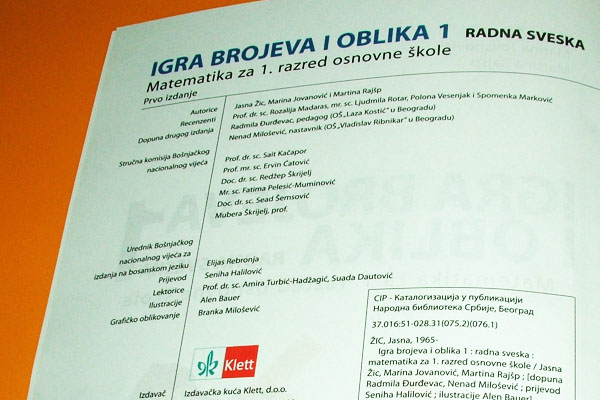 IGRA BROJEVA I OBLIKA 1 RADNA SVESKA
Matematika za 1. razred osnovne škole
Prvo izdanje
Autorice Jasna Žic, Marina Jovanović i Martina Rajšp
Recenzenti Prof. dr. sc. Rozalija Madaras, mr. sc. Ljudmila Rotar, Polona Vesenjak i Spomenka Marković
Dopuna drugog izdanja Radmila Đurđevac, pedagog (OŠ „Laza Kostić“ u Beogradu)
Nenad Milošević, nastavnik (OŠ „Vladislav Ribnikar“ u Beogradu)
Stručna komisija Bošnjačkog
nacionalnog vijeća
Prof. dr. sc. Sait Kačapor
Prof. mr. sc. Ervin Ćatović
Doc. dr. sc. Redžep Škrijelj
Mr. sc. Fatima Pelesić-Muminović
Doc. dr. sc. Sead Šemsović
Mubera Škrijelj, prof.
Urednik Bošnjačkog
nacionalnog vijeća za
izdanja na bosanskom jeziku Elijas Rebronja
Prijevod Seniha Halilović
Lektorice Prof. dr. sc. Amira Turbić-Hadžagić, Suada Dautović
Ilustracije Alen Bauer
Grafičko oblikovanje Branka Milošević
Klett
Izdavač Izdavačka kuća Klett, d.o.o.
CIP - Каталогизација у публикацији
Народна библиотека Србије, Београд
37.016:51-028.31(075.2)(076.1)
ŽIC, Jasna, 1965-
Igra brojeva i oblika 1 : radna sveska :
matematika za 1. razred osnovne škole / Jasna
Žic, Marina Jovanović, Martina Rajšp ; [dopuna
Radmila Đurđevac, Nenad Milošević ; prijevod
Seniha Halilović ; ilustracije Alen Bauer]